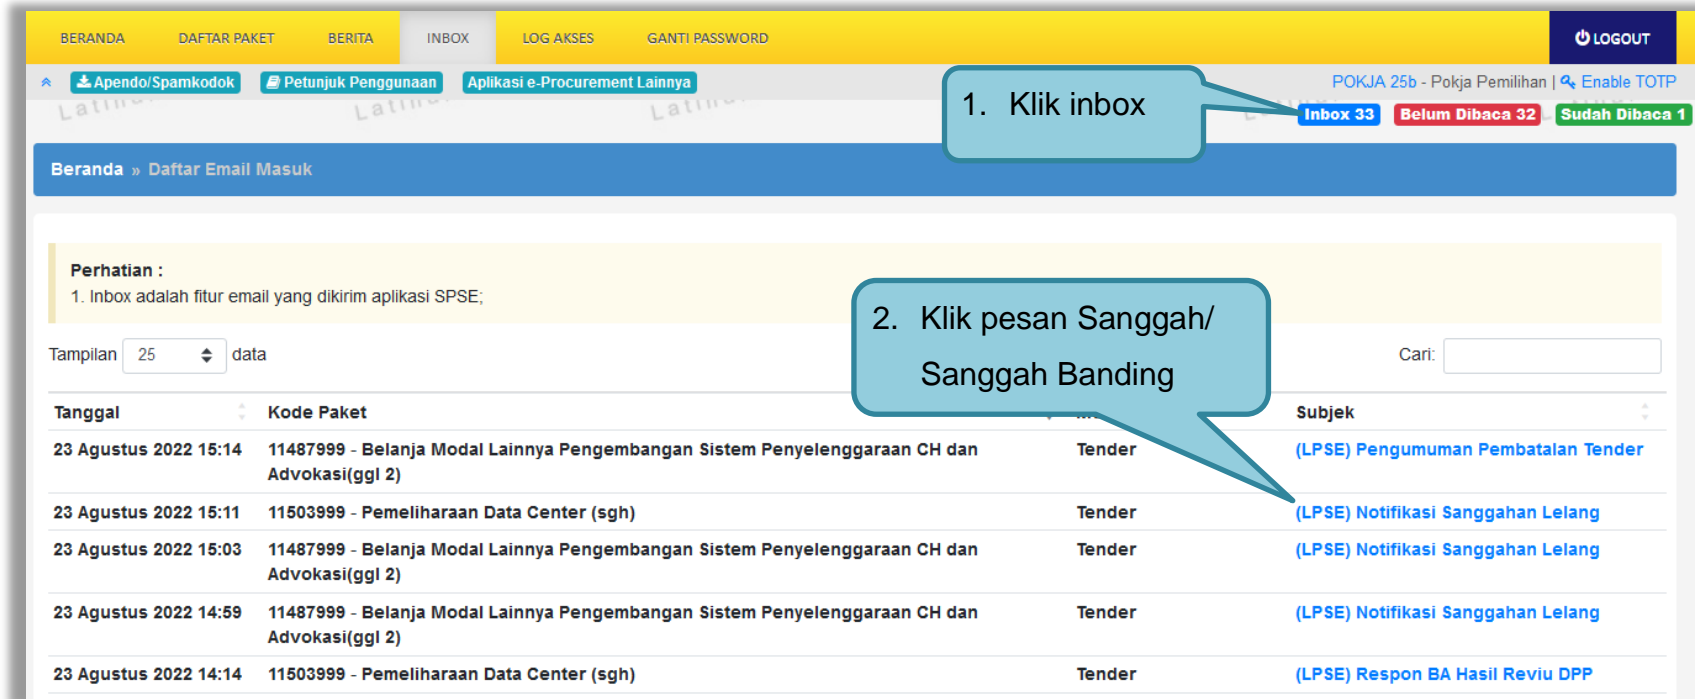 BERANDA DAFTAR PAKET BERITA INBOX LOG AKSES GANTI PASSWORD LOGOUT
Apendo/Spamkodok Petunjuk Penggunaan Aplikasi e-Procurement Lainnya POKJA 25b - Pokja Pemilihan | Enable TOTP
1. Klik inbox
Inbox 33 Belum Dibaca 32 Sudah Dibaca 1
Beranda » Daftar Email Masuk
Perhatian :
1. Inbox adalah fitur email yang dikirim aplikasi SPSE;
2. Klik pesan Sanggah/
Sanggah Banding
Tampilan 25 data Cari:
Tanggal Kode Paket Subjek
23 Agustus 2022 15:14 11487999 - Belanja Modal Lainnya Pengembangan Sistem Penyelenggaraan CH dan Tender (LPSE) Pengumuman Pembatalan Tender
Advokasi(ggl 2)
23 Agustus 2022 15:11 11503999 - Pemeliharaan Data Center (sgh) Tender (LPSE) Notifikasi Sanggahan Lelang
23 Agustus 2022 15:03 11487999 - Belanja Modal Lainnya Pengembangan Sistem Penyelenggaraan CH dan Tender (LPSE) Notifikasi Sanggahan Lelang
Advokasi(ggl 2)
23 Agustus 2022 14:59 11487999 - Belanja Modal Lainnya Pengembangan Sistem Penyelenggaraan CH dan Tender (LPSE) Notifikasi Sanggahan Lelang
Advokasi(ggl 2)
23 Agustus 2022 14:14 11503999 - Pemeliharaan Data Center (sgh) Tender (LPSE) Respon BA Hasil Reviu DPP